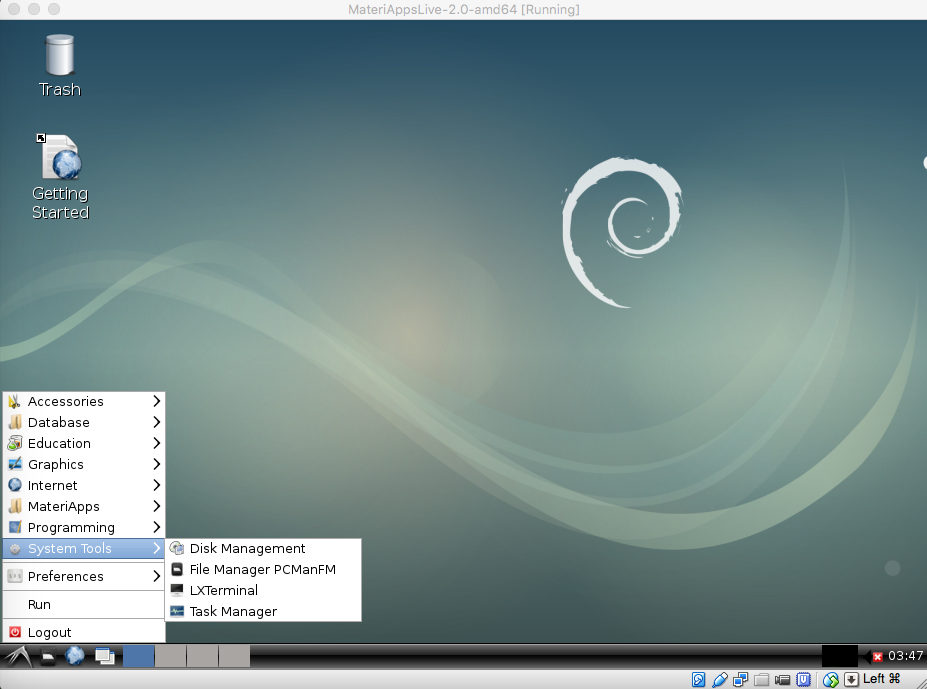 MateriAppsLive-2.0-amd64 [Running]
Trash
Getting
Started
Accessories
Database
Education
Graphics
Internet
MateriApps
Programming
System Tools
Preferences
Run
Logout
Disk Management
File Manager PCManFM
LXTerminal
Task Manager
03:47
Left ⌘